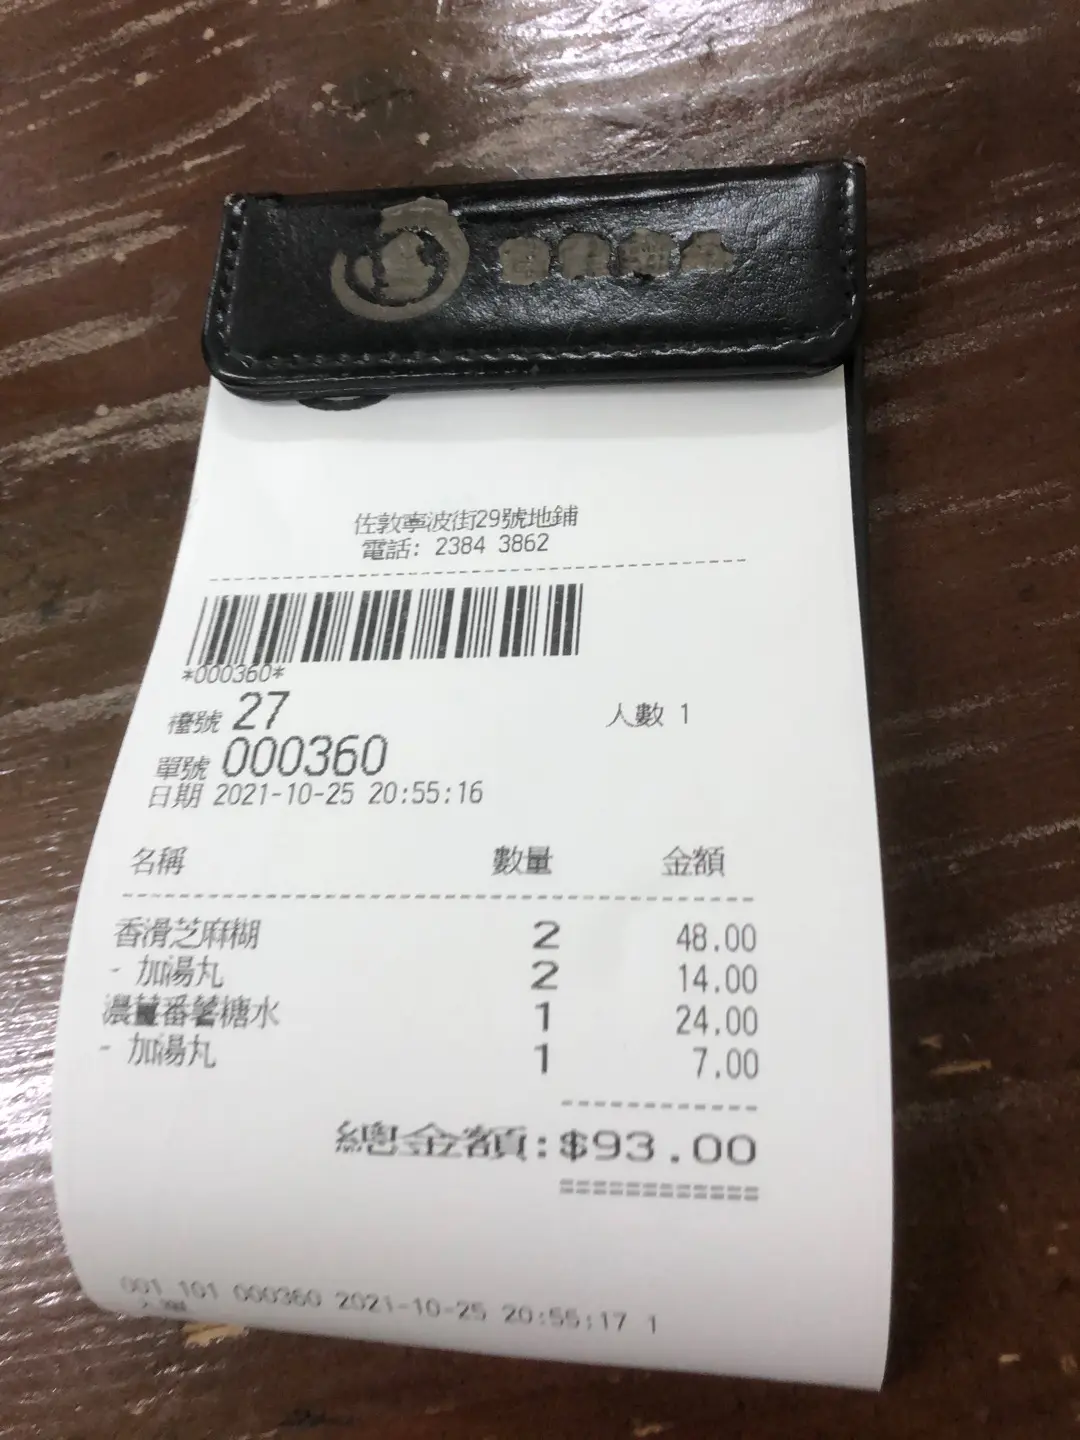 佐敦寧波街29號地鋪
電話: 2384 3862
*000360*
檯號 27 人數 1
單號 000360
日期 2021-10-25 20:55:16
名稱 數量 金額
香滑芝麻糊 2 48.00
- 加湯丸 2 14.00
濃薑番薯糖水 1 24.00
- 加湯丸 1 7.00
總金額:$93.00
001 101 000360 2021-10-25 20:55:17 1